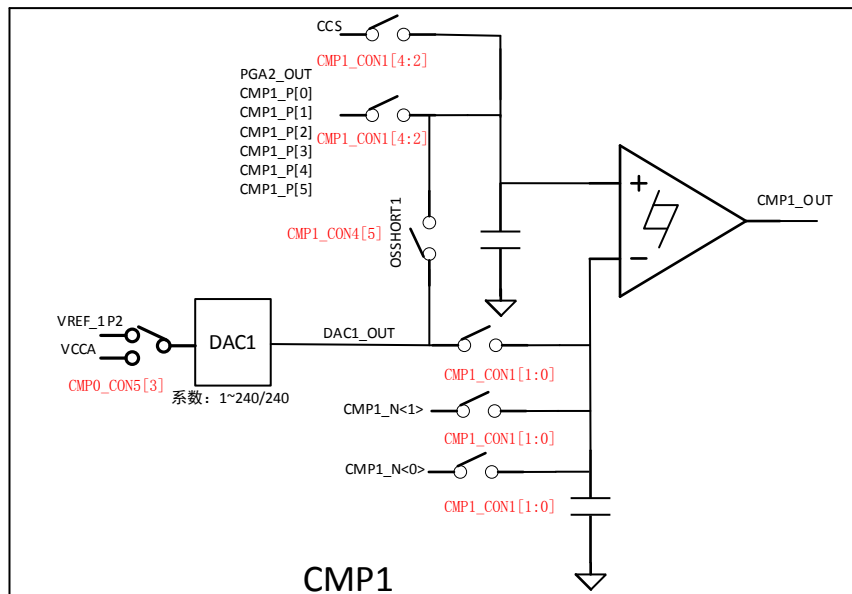 CCS
CMP1_CON1[4:2]
PGA2_OUT
CMP1_P[0]
CMP1_P[1]
CMP1_P[2]
CMP1_P[3]
CMP1_P[4]
CMP1_P[5]
CMP1_CON1[4:2]
+
CMP1_OUT
CMP1_CON4[5]
OSSHORT1
−
VREF_1P2
VCCA
DAC1
DAC1_OUT
CMP0_CON5[3]
系数：1~240/240
CMP1_CON1[1:0]
CMP1_N<1>
CMP1_CON1[1:0]
CMP1_N<0>
CMP1_CON1[1:0]
CMP1